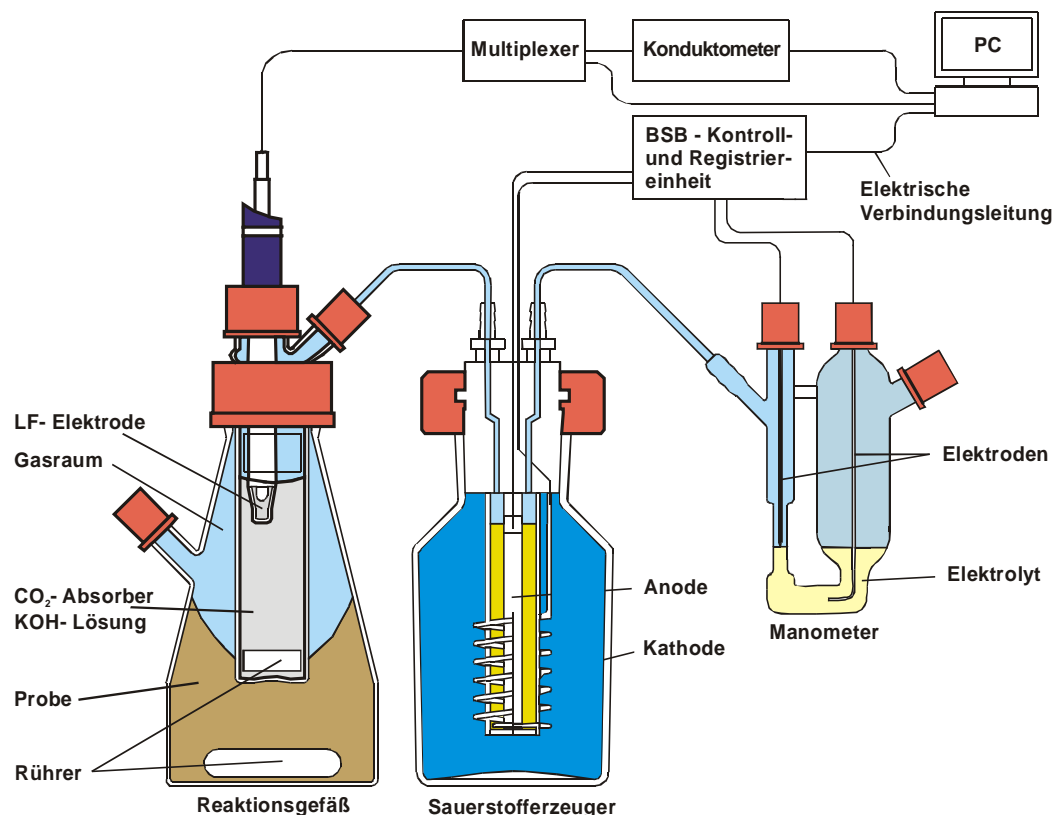 Multiplexer
Konduktometer
PC
BSB - Kontroll-
und Registrier-
einheit
Elektrische
Verbindungsleitung
LF- Elektrode
Gasraum
CO₂- Absorber
KOH- Lösung
Probe
Rührer
Reaktionsgefäß
Anode
Kathode
Sauerstofferzeuger
Elektroden
Elektrolyt
Manometer